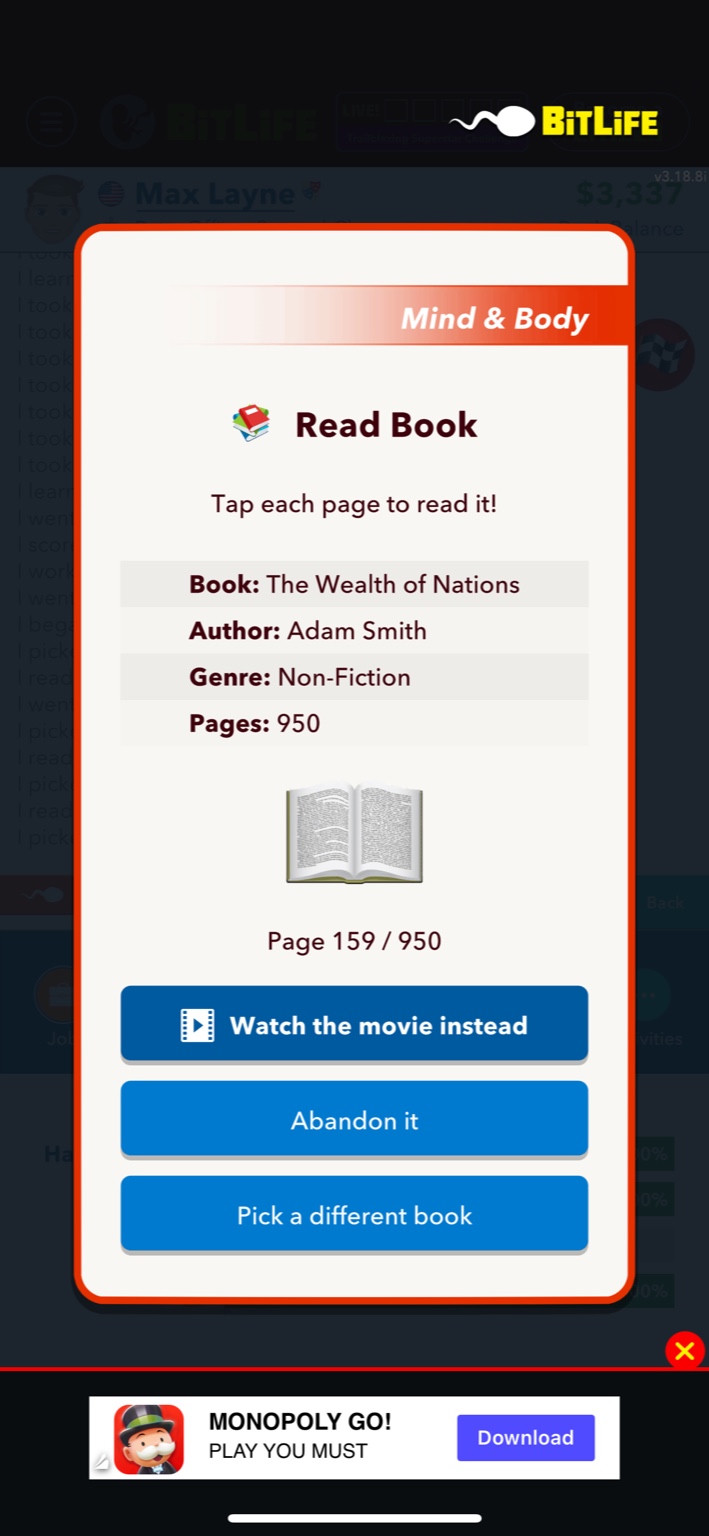 BITLIFE
v3.18.8i
Max Layne
$3,337
Mind & Body
Read Book
Tap each page to read it!
Book: The Wealth of Nations
Author: Adam Smith
Genre: Non-Fiction
Pages: 950
Page 159 / 950
Back
Watch the movie instead
Abandon it
Pick a different book
MONOPOLY GO!
PLAY YOU MUST
Download